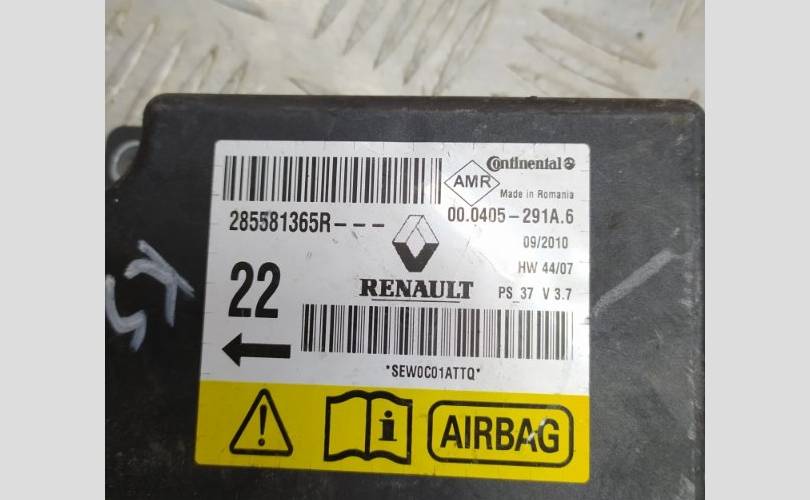 Continental
AMR
Made in Romania
285581365R---
00.0405-291A.6
09/2010
22
HW 44/07
RENAULT
PS_37 V 3.7
*SEW0C01ATTQ*
i
AIRBAG
K5